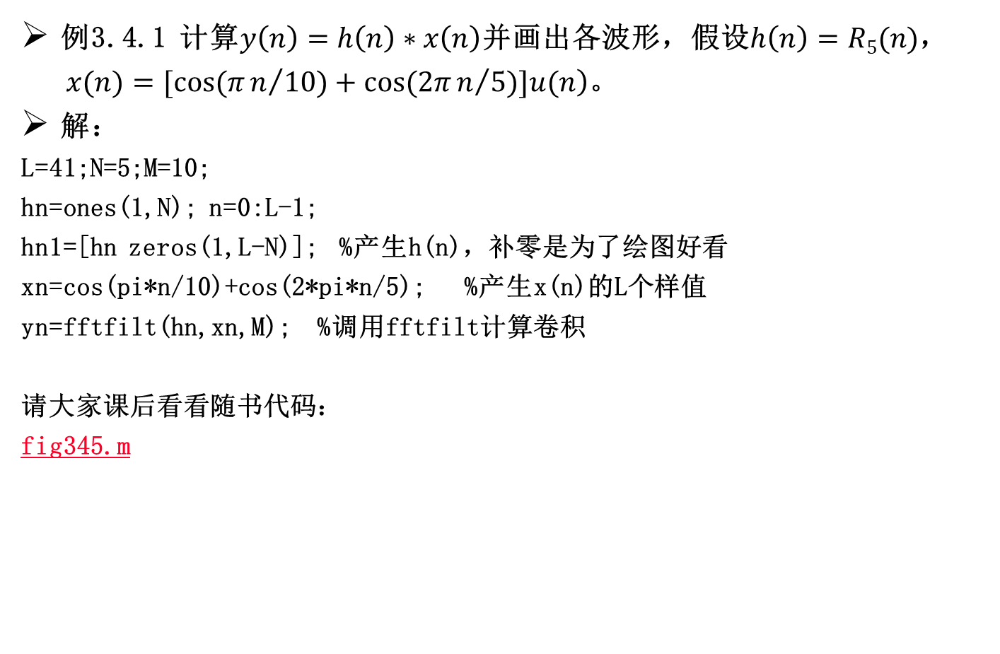 ➢ 例3.4.1 计算y(n) = h(n) ∗ x(n)并画出各波形，假设h(n) = R₅(n)，
x(n) = [cos(π n/10) + cos(2π n/5)]u(n)。
➢ 解：
L=41;N=5;M=10;
hn=ones(1,N); n=0:L-1;
hn1=[hn zeros(1,L-N)]; %产生h(n)，补零是为了绘图好看
xn=cos(pi*n/10)+cos(2*pi*n/5); %产生x(n)的L个样值
yn=fftfilt(hn,xn,M); %调用fftfilt计算卷积
请大家课后看看随书代码：
fig345.m